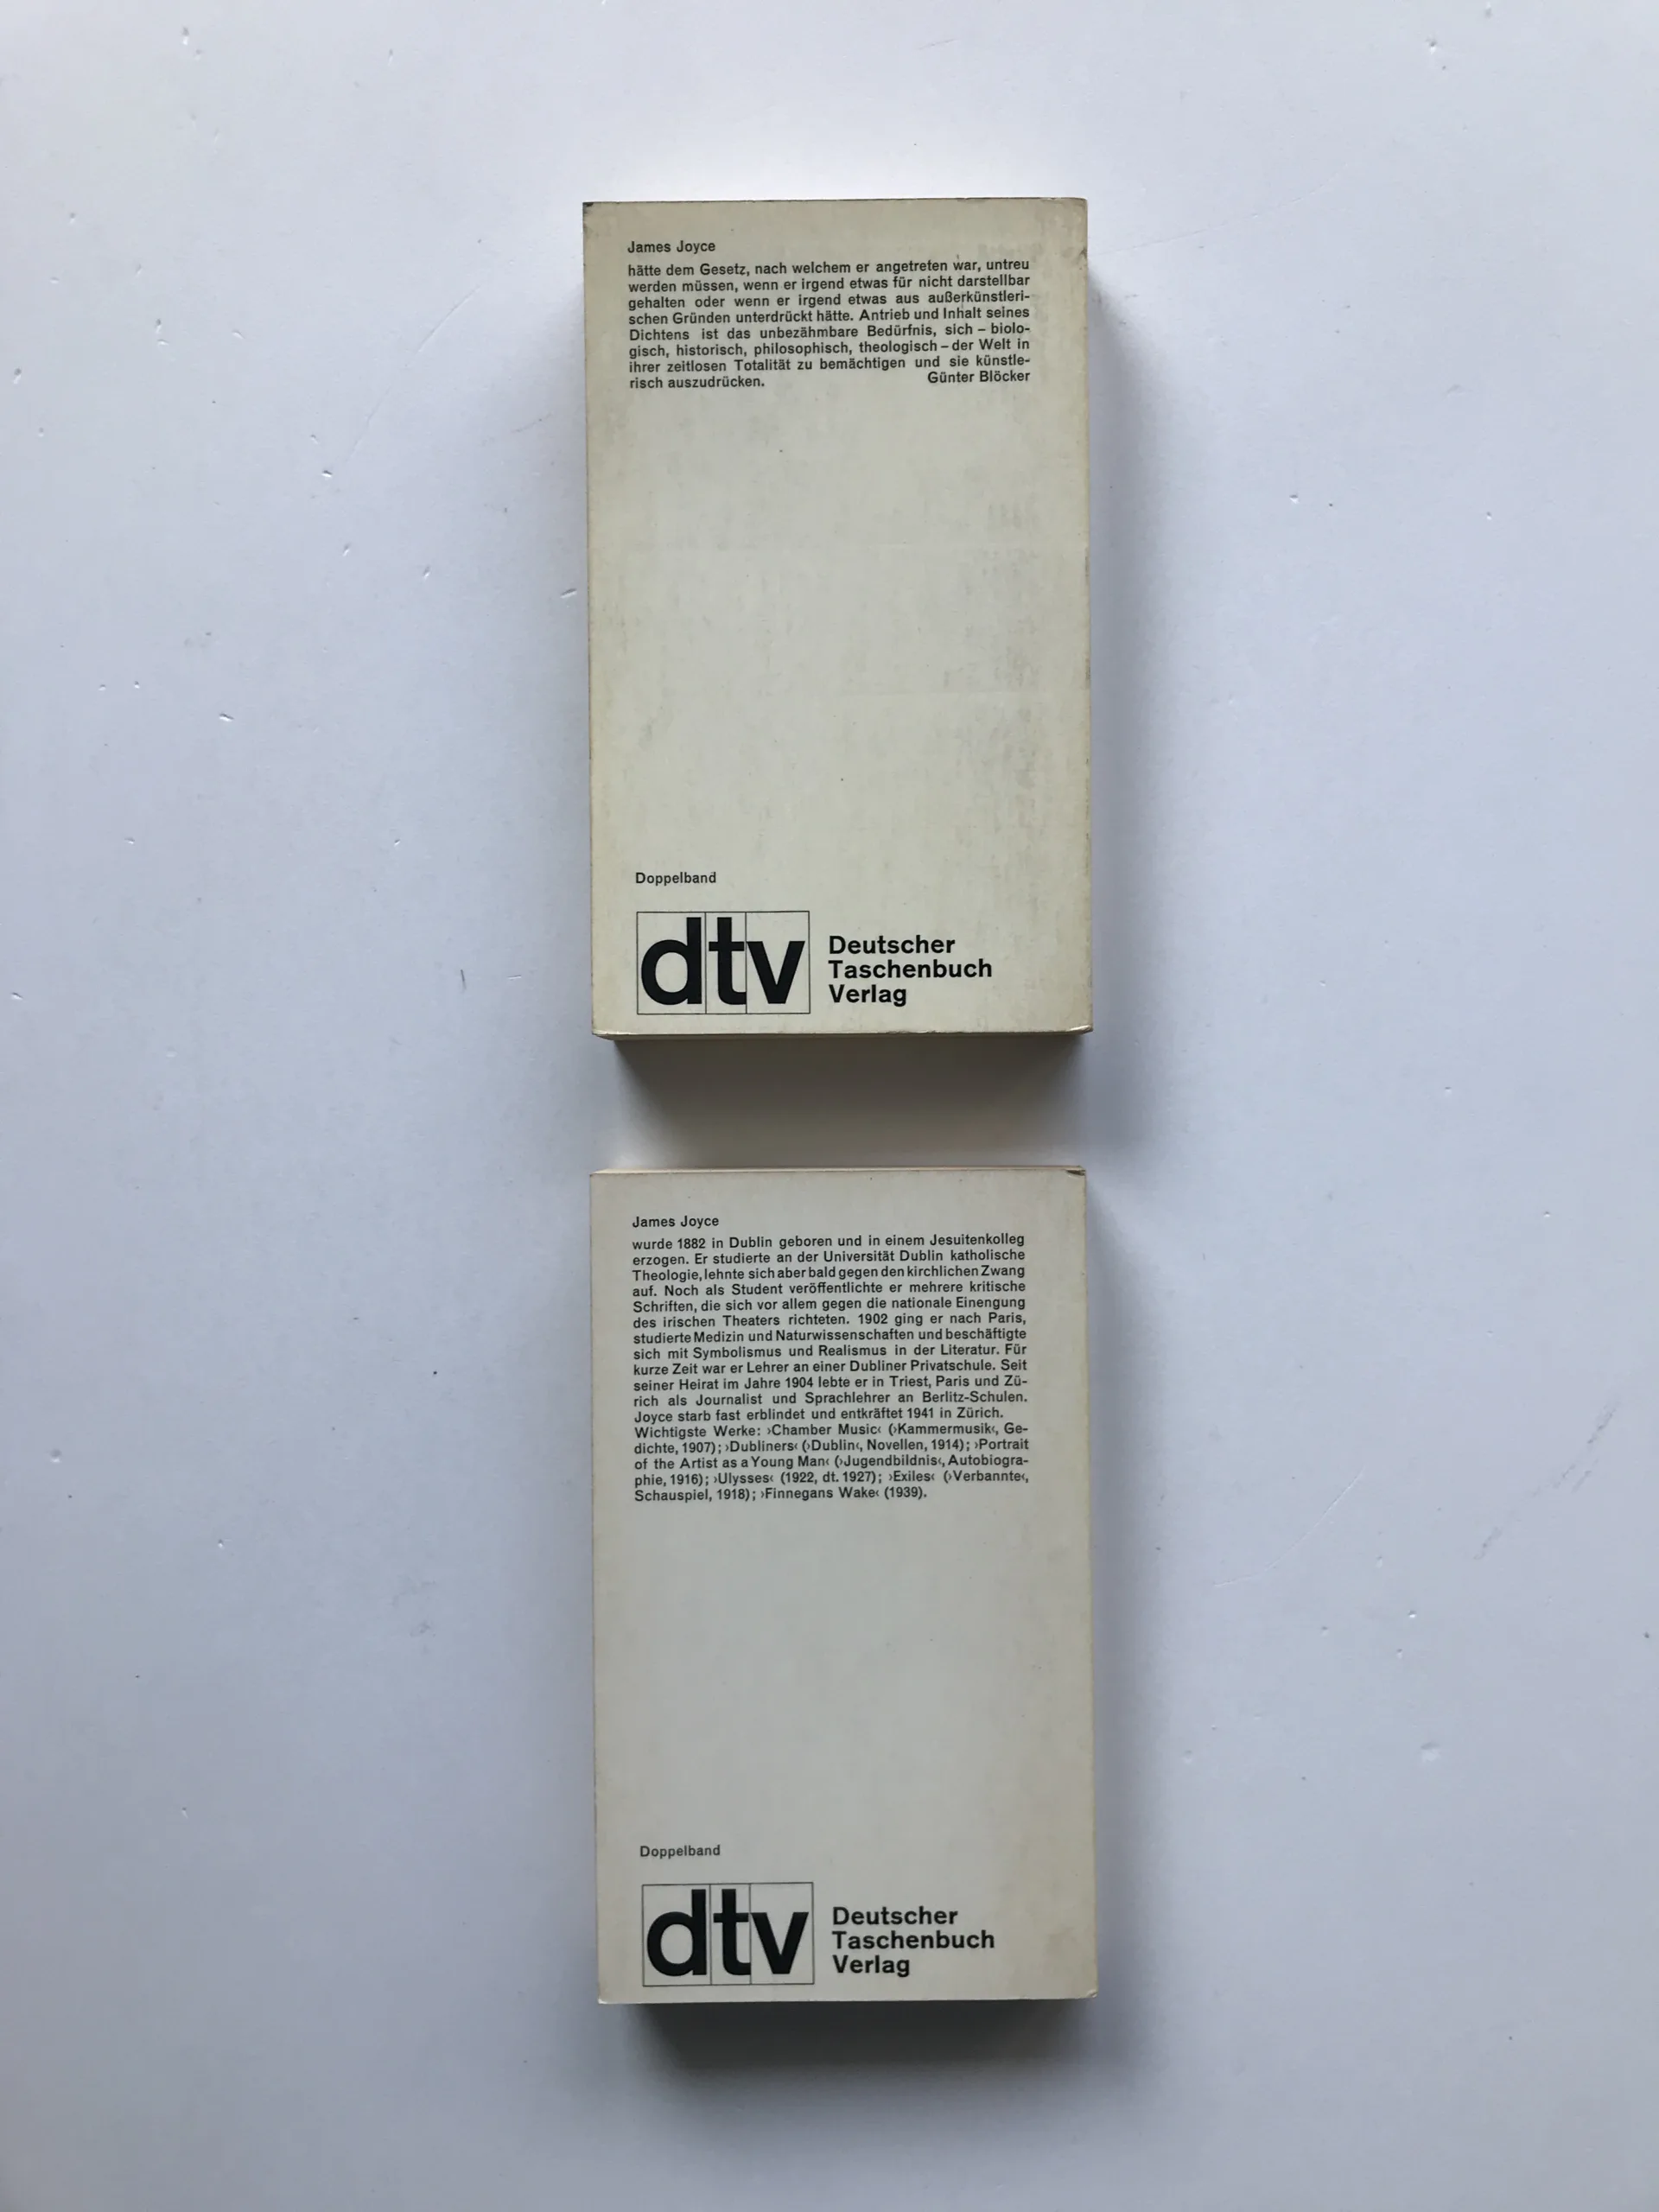 James Joyce
hätte dem Gesetz, nach welchem er angetreten war, untreu
werden müssen, wenn er irgend etwas für nicht darstellbar
gehalten oder wenn er irgend etwas aus außerkünstleri-
schen Gründen unterdrückt hätte. Antrieb und Inhalt seines
Dichtens ist das unbezähmbare Bedürfnis, sich – biolo-
gisch, historisch, philosophisch, theologisch – der Welt in
ihrer zeitlosen Totalität zu bemächtigen und sie künstle-
risch auszudrücken. Günter Blöcker
Doppelband
dtv
Deutscher
Taschenbuch
Verlag
James Joyce
wurde 1882 in Dublin geboren und in einem Jesuitenkolleg
erzogen. Er studierte an der Universität Dublin katholische
Theologie, lehnte sich aber bald gegen den kirchlichen Zwang
auf. Noch als Student veröffentlichte er mehrere kritische
Schriften, die sich vor allem gegen die nationale Einengung
des irischen Theaters richteten. 1902 ging er nach Paris,
studierte Medizin und Naturwissenschaften und beschäftigte
sich mit Symbolismus und Realismus in der Literatur. Für
kurze Zeit war er Lehrer an einer Dubliner Privatschule. Seit
seiner Heirat im Jahre 1904 lebte er in Triest, Paris und Zü-
rich als Journalist und Sprachlehrer an Berlitz-Schulen.
Joyce starb fast erblindet und entkräftet 1941 in Zürich.
Wichtigste Werke: ›Chamber Music‹ (›Kammermusik‹, Ge-
dichte, 1907); ›Dubliners‹ (›Dublin‹, Novellen, 1914); ›Portrait
of the Artist as a Young Man‹ (›Jugendbildnis‹, Autobiogra-
phie, 1916); ›Ulysses‹ (1922, dt. 1927); ›Exiles‹ (›Verbannte‹,
Schauspiel, 1918); ›Finnegans Wake‹ (1939).
Doppelband
dtv
Deutscher
Taschenbuch
Verlag